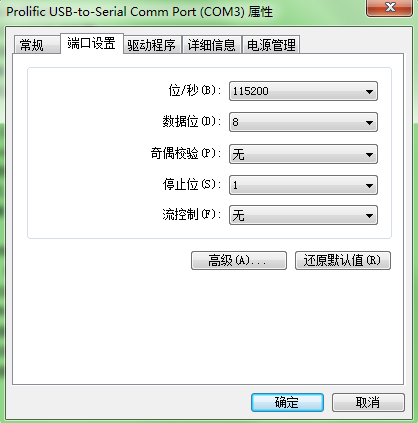 Prolific USB-to-Serial Comm Port (COM3) 属性
常规 端口设置 驱动程序 详细信息 电源管理
位/秒(B): 115200
数据位(D): 8
奇偶校验(P): 无
停止位(S): 1
流控制(F): 无
高级(A)... 还原默认值(R)
确定 取消